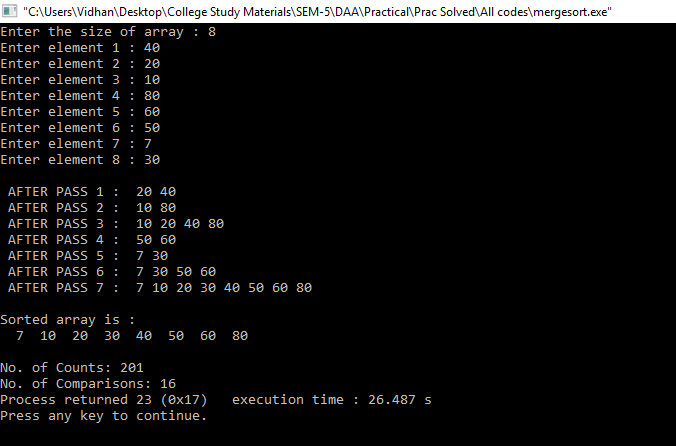 "C:\Users\Vidhan\Desktop\College Study Materials\SEM-5\DAA\Practical\Prac Solved\All codes\mergesort.exe"
Enter the size of array : 8
Enter element 1 : 40
Enter element 2 : 20
Enter element 3 : 10
Enter element 4 : 80
Enter element 5 : 60
Enter element 6 : 50
Enter element 7 : 7
Enter element 8 : 30
AFTER PASS 1 :  20 40
AFTER PASS 2 :  10 80
AFTER PASS 3 :  10 20 40 80
AFTER PASS 4 :  50 60
AFTER PASS 5 :  7 30
AFTER PASS 6 :  7 30 50 60
AFTER PASS 7 :  7 10 20 30 40 50 60 80
Sorted array is :
7  10  20  30  40  50  60  80
No. of Counts: 201
No. of Comparisons: 16
Process returned 23 (0x17)   execution time : 26.487 s
Press any key to continue.